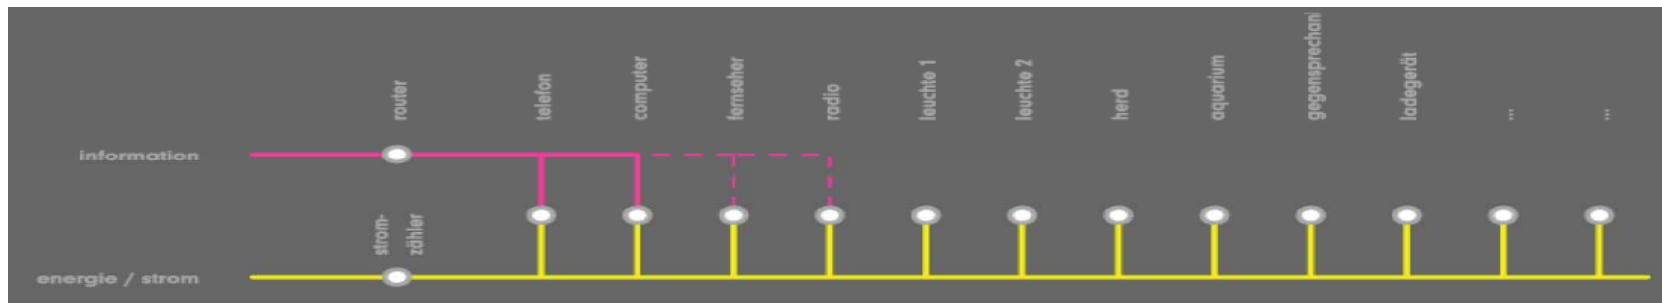 router
telefon
computer
fernseher
radio
leuchte 1
leuchte 2
herd
aquarium
gegensprechanl
ladegerät
...
...
information
strom-
zähler
energie / strom